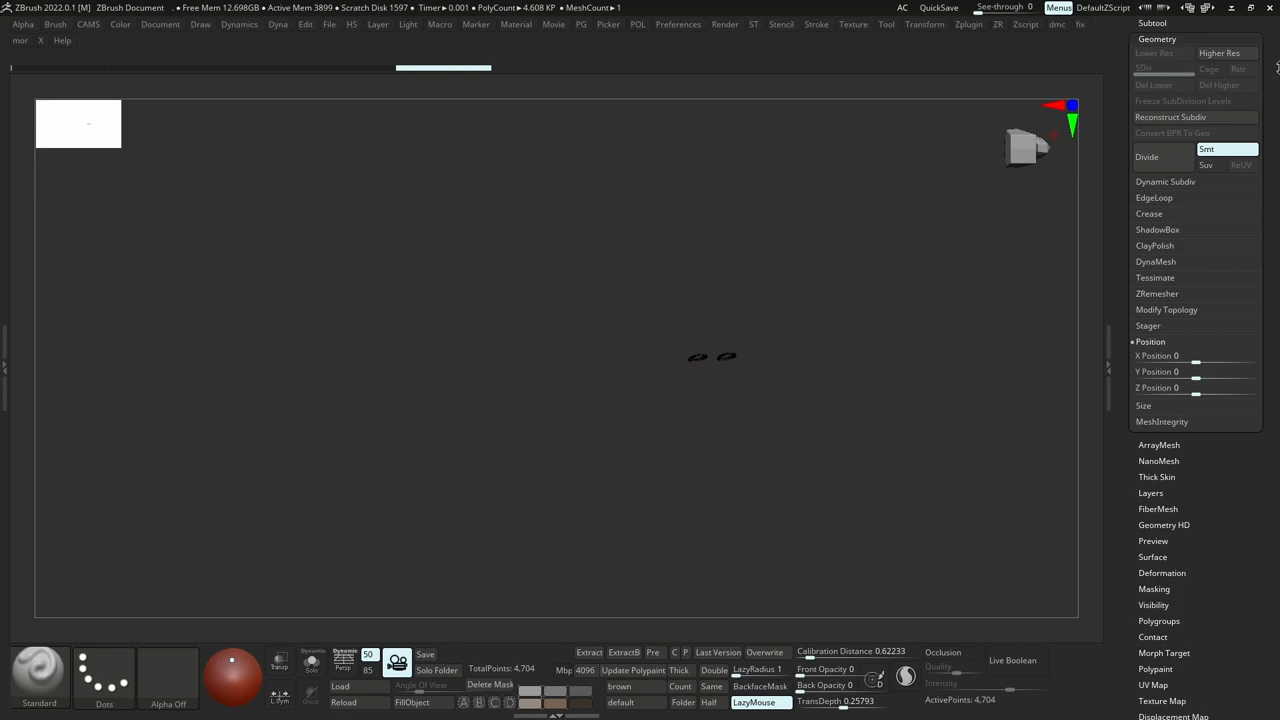 ZBrush 2022.0.1 [M] ZBrush Document . ● Free Mem 12.698GB ● Active Mem 3899 ● Scratch Disk 1597 ● Timer►0.001 ● PolyCount►4.608 KP ● MeshCount►1 AC QuickSave See-through 0 Menus DefaultZScript
Alpha Brush CAMS Color Document Draw Dynamics Dyna Edit File HS Layer Light Macro Marker Material Movie PG Picker POL Preferences Render ST Stencil Stroke Texture Tool Transform Zplugin ZR Zscript dmc fix
mor X Help
Subtool
Geometry
Lower Res Higher Res
SDiv Cage Rstr
Del Lower Del Higher
Freeze SubDivision Levels
Reconstruct Subdiv
Convert BPR To Geo
Divide Smt
Suv ReUV
Dynamic Subdiv
EdgeLoop
Crease
ShadowBox
ClayPolish
DynaMesh
Tessimate
ZRemesher
Modify Topology
Stager
Position
X Position 0
Y Position 0
Z Position 0
Size
MeshIntegrity
ArrayMesh
NanoMesh
Thick Skin
Layers
FiberMesh
Geometry HD
Preview
Surface
Deformation
Masking
Visibility
Polygroups
Contact
Morph Target
Polypaint
UV Map
Texture Map
Displacement Map
Standard
Dots
Alpha Off
Transp
Dynamic
Solo
Dynamic
Persp
50
85
Save
Solo Folder
L.Sym
Ghost
Load
Reload
Angle Of View
FillObject
TotalPoints: 4,704
Delete Mask
A B C D
Extract ExtractB Pre C P Last Version Overwrite
Mbp 4096 Update Polypaint Thick Double LazyRadius 1
brown Count Same BackfaceMask
default Folder Half LazyMouse
Calibration Distance 0.62233
Front Opacity 0
Back Opacity 0
TransDepth 0.25793
D
Occlusion
Quality
Intensity
ActivePoints: 4,704
Live Boolean